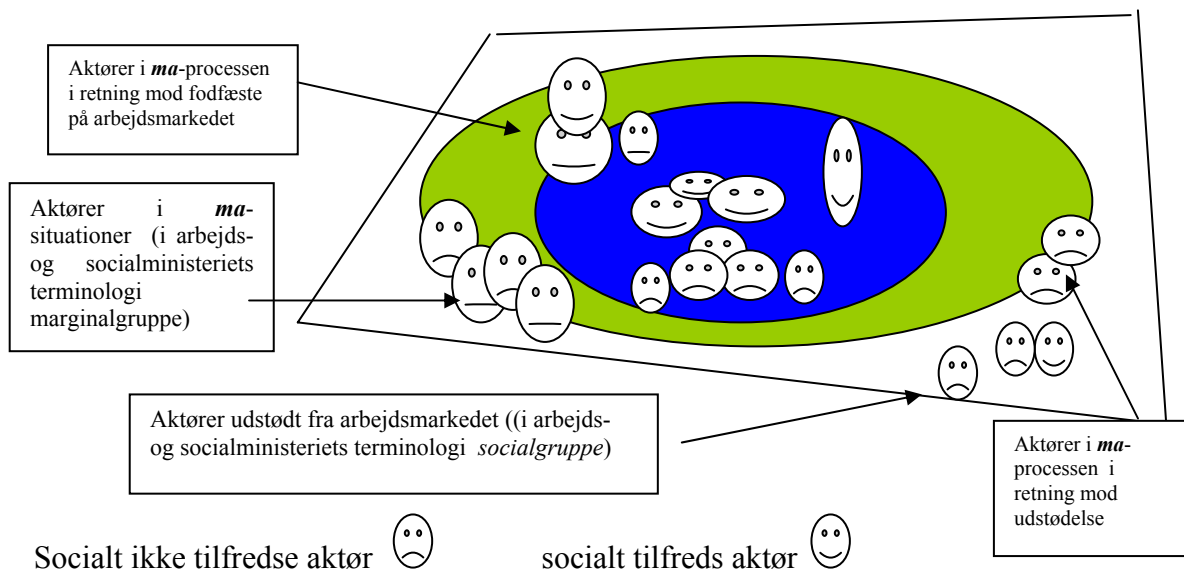 Aktører i ma-processen
i retning mod fodfæste
på arbejdsmarkedet
Aktører i ma-
situationer (i arbejds-
og socialministeriets
terminologi
marginalgruppe)
Aktører udstødt fra arbejdsmarkedet ((i arbejds-
og socialministeriets terminologi socialgruppe)
Aktører i ma-
processen i
retning mod
udstødelse
Socialt ikke tilfredse aktør
socialt tilfreds aktør